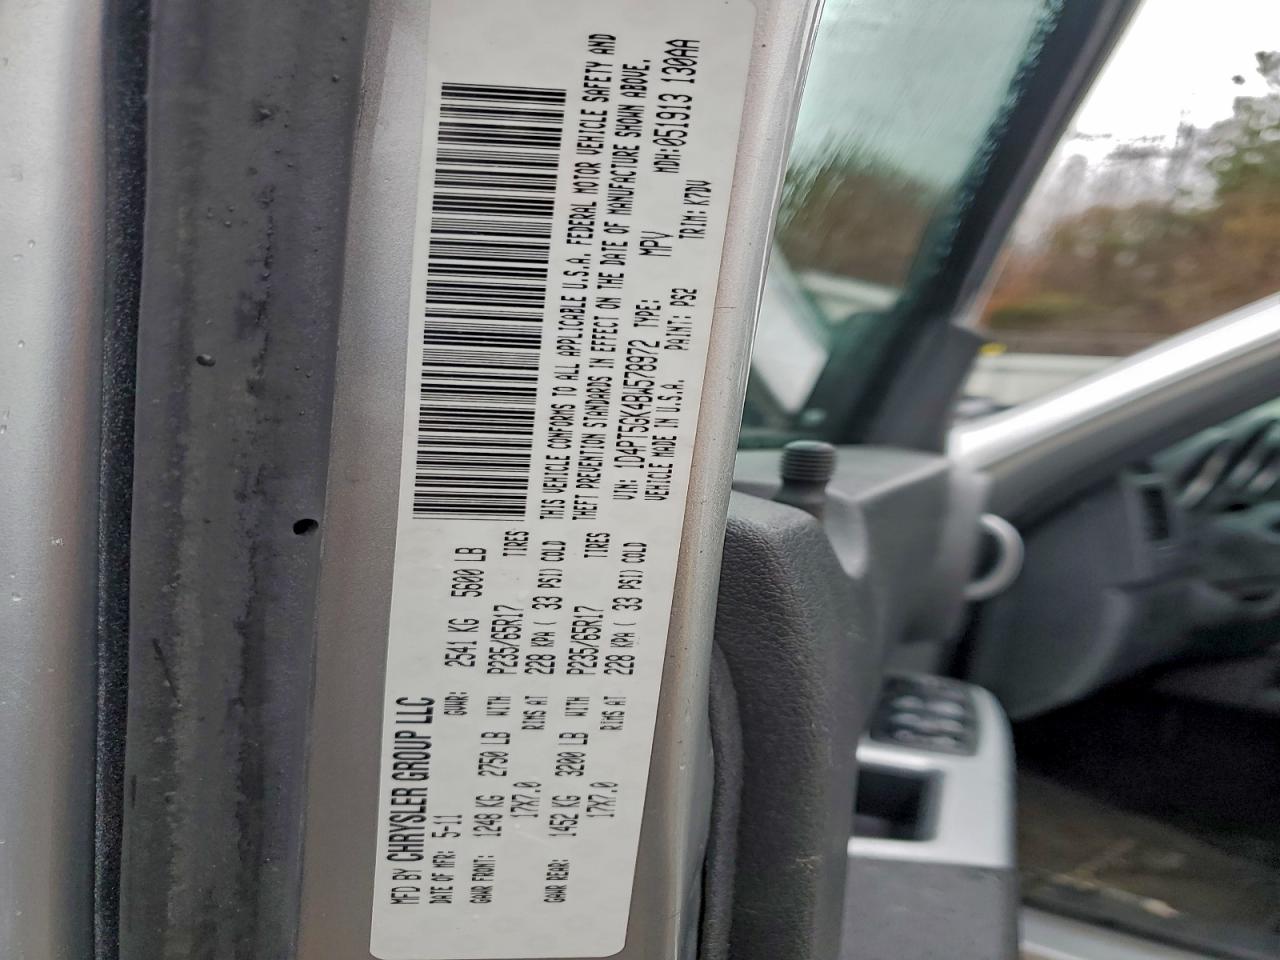 MFD BY CHRYSLER GROUP LLC
DATE OF MFR: 5-11 GVWR: 2541 KG 5600 LB
GAWR FRONT: 1248 KG 2750 LB WITH P235/65R17 TIRES
17X7.0 RIMS AT 228 KPA ( 33 PSI) COLD
GAWR REAR: 1452 KG 3200 LB WITH P235/65R17 TIRES
17X7.0 RIMS AT 228 KPA ( 33 PSI) COLD
THIS VEHICLE CONFORMS TO ALL APPLICABLE U.S.A. FEDERAL MOTOR VEHICLE SAFETY AND
THEFT PREVENTION STANDARDS IN EFFECT ON THE DATE OF MANUFACTURE SHOWN ABOVE.
VIN: 1D4PT5GK4BW578972 TYPE: MPV MDH:051913 130AA
VEHICLE MADE IN U.S.A. PAINT: PS2 TRIM: K7DV